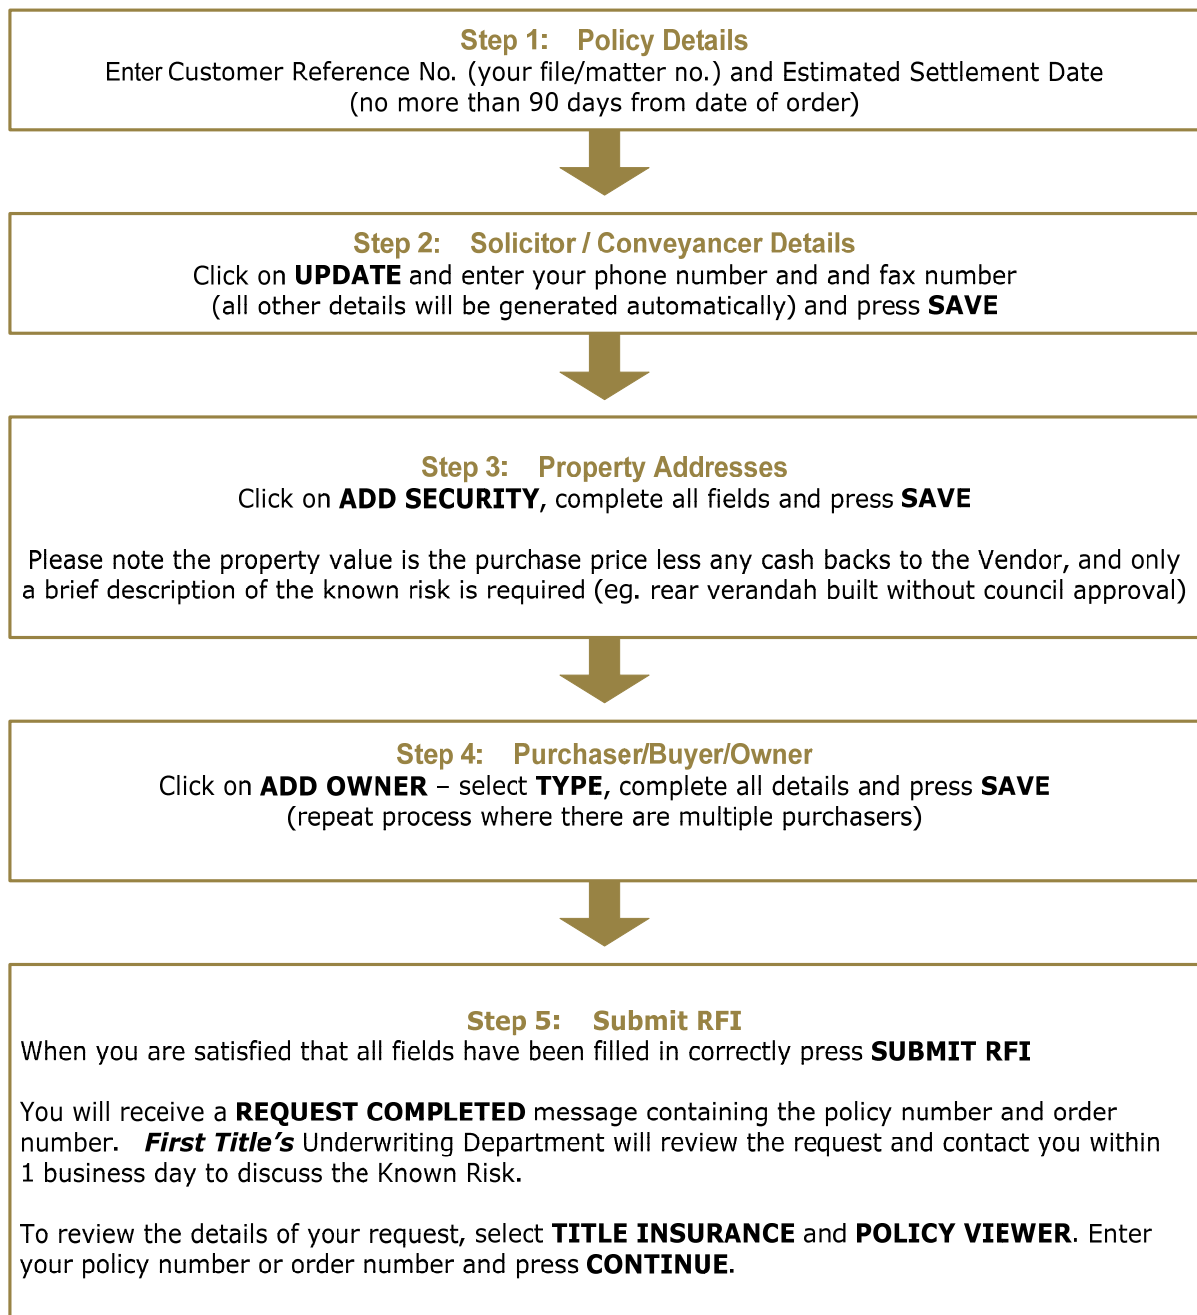 Step 1: Policy Details
Enter Customer Reference No. (your file/matter no.) and Estimated Settlement Date
(no more than 90 days from date of order)
Step 2: Solicitor / Conveyancer Details
Click on UPDATE and enter your phone number and and fax number
(all other details will be generated automatically) and press SAVE
Step 3: Property Addresses
Click on ADD SECURITY, complete all fields and press SAVE
Please note the property value is the purchase price less any cash backs to the Vendor, and only
a brief description of the known risk is required (eg. rear verandah built without council approval)
Step 4: Purchaser/Buyer/Owner
Click on ADD OWNER – select TYPE, complete all details and press SAVE
(repeat process where there are multiple purchasers)
Step 5: Submit RFI
When you are satisfied that all fields have been filled in correctly press SUBMIT RFI
You will receive a REQUEST COMPLETED message containing the policy number and order
number. First Title’s Underwriting Department will review the request and contact you within
1 business day to discuss the Known Risk.
To review the details of your request, select TITLE INSURANCE and POLICY VIEWER. Enter
your policy number or order number and press CONTINUE.